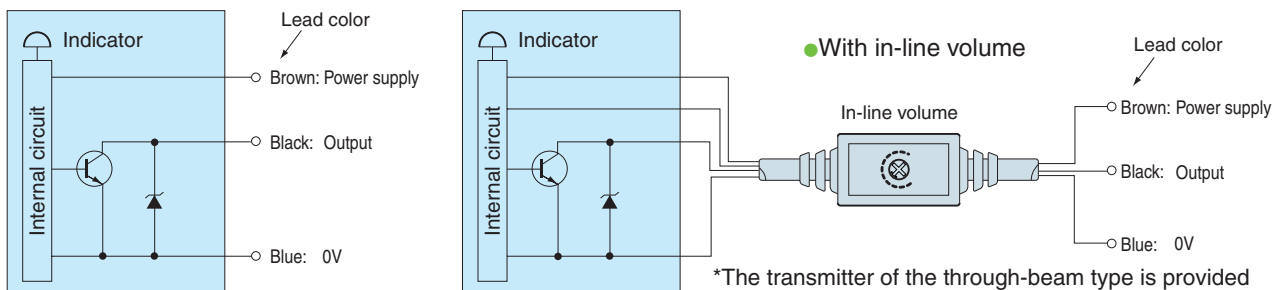 Lead color
Indicator
Internal circuit
Brown: Power supply
Black: Output
Blue: 0V
Indicator
Internal circuit
●With in-line volume
In-line volume
Lead color
Brown: Power supply
Black: Output
Blue: 0V
*The transmitter of the through-beam type is provided